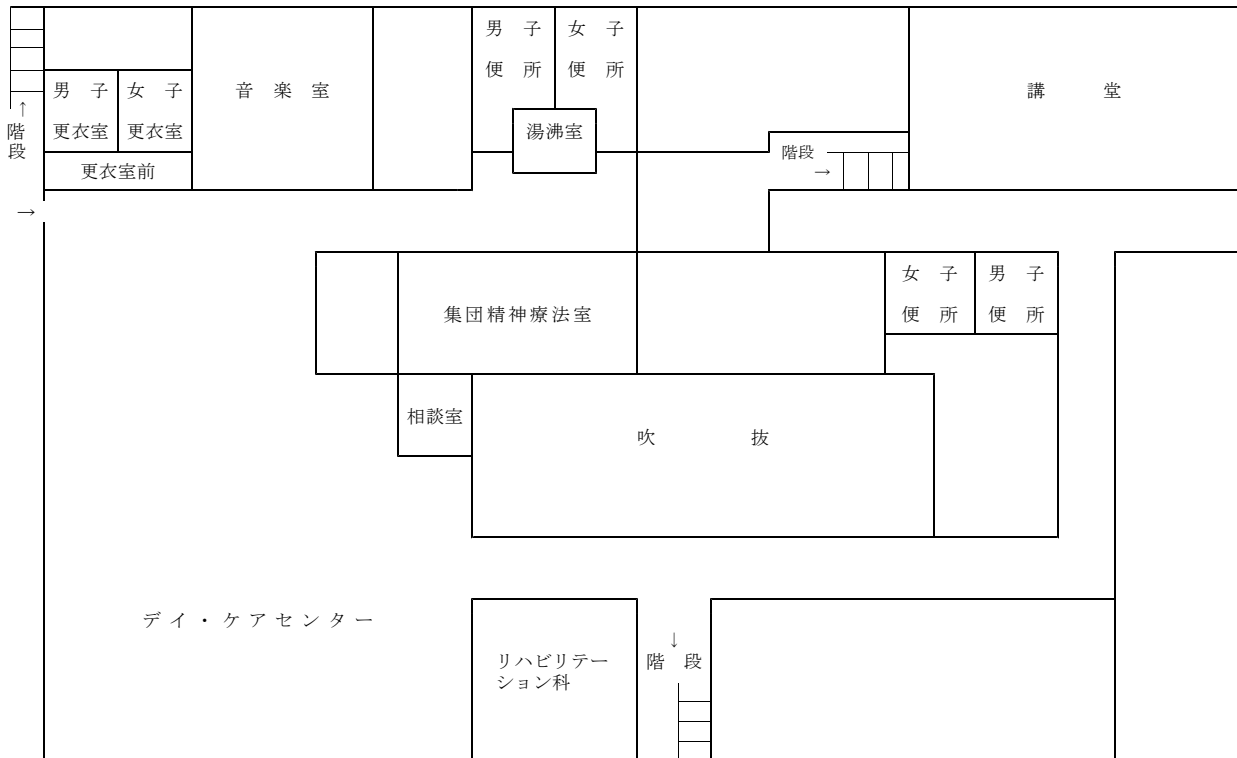 男子
便所
女子
便所
男子
更衣室
女子
更衣室
音楽室
講堂
↑
階
段
湯沸室
階段
→
更衣室前
→
女子
便所
男子
便所
集団精神療法室
相談室
吹抜
デイ・ケアセンター
リハビリテー
ション科
↓
階段